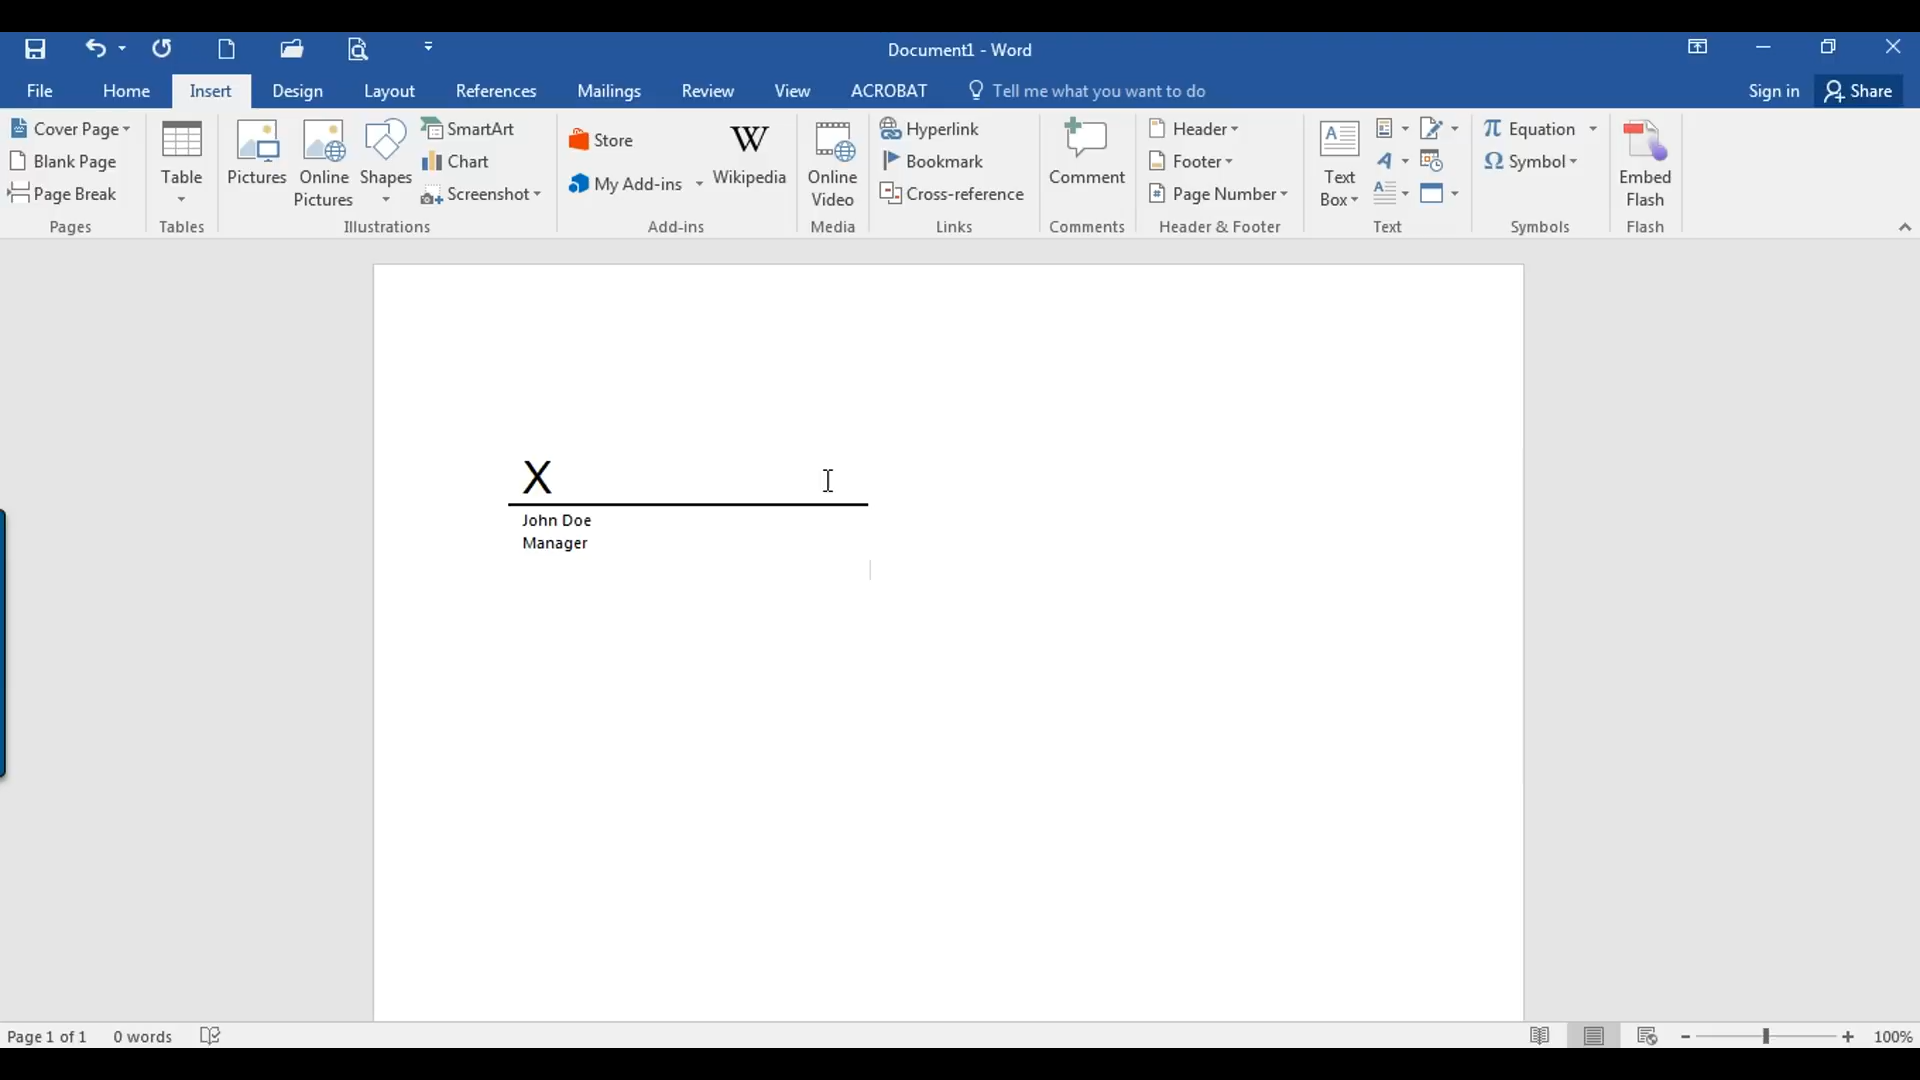 Document1 - Word
File Home Insert Design Layout References Mailings Review View ACROBAT Tell me what you want to do Sign in Share
Cover Page
Blank Page
Page Break
Pages
Table
Tables
Pictures
Online
Pictures
Shapes
SmartArt
Chart
Screenshot
Illustrations
Store
My Add-ins
W
Wikipedia
Add-ins
Online
Video
Media
Hyperlink
Bookmark
Cross-reference
Links
Comment
Comments
Header
Footer
Page Number
Header & Footer
Text
Box
Text
π Equation
Ω Symbol
Symbols
Embed
Flash
Flash
X
John Doe
Manager
Page 1 of 1 0 words 100%